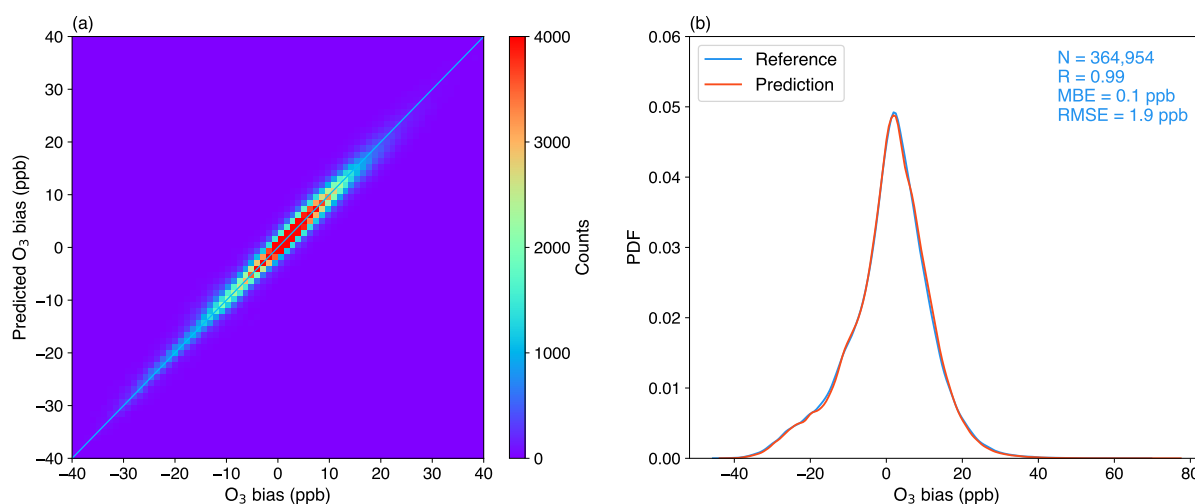 (a)
40
30
20
10
0
−10
−20
−30
−40
Predicted O₃ bias (ppb)
−40 −30 −20 −10 0 10 20 30 40
O₃ bias (ppb)
4000
3000
2000
1000
0
Counts
(b)
0.06
0.05
0.04
0.03
0.02
0.01
0.00
PDF
Reference
Prediction
N = 364,954
R = 0.99
MBE = 0.1 ppb
RMSE = 1.9 ppb
−40 −20 0 20 40 60 80
O₃ bias (ppb)